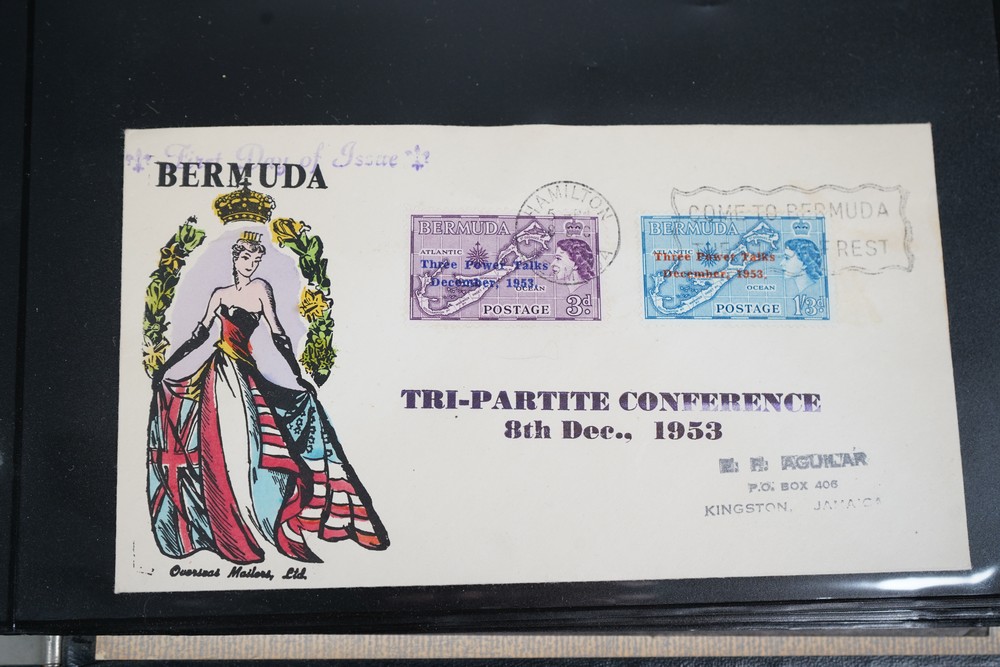 First Day of Issue
BERMUDA
HAMILTON
COME TO BERMUDA
BERMUDA
ATLANTIC
Three Power Talks
December, 1953.
OCEAN
POSTAGE 3d
BERMUDA
ATLANTIC
Three Power Talks
December, 1953.
OCEAN
POSTAGE 1/3d
TRI-PARTITE CONFERENCE
8th Dec., 1953
AGUILAR
P.O. BOX 406
KINGSTON, JAMAICA
Overseas Mailers, Ltd.